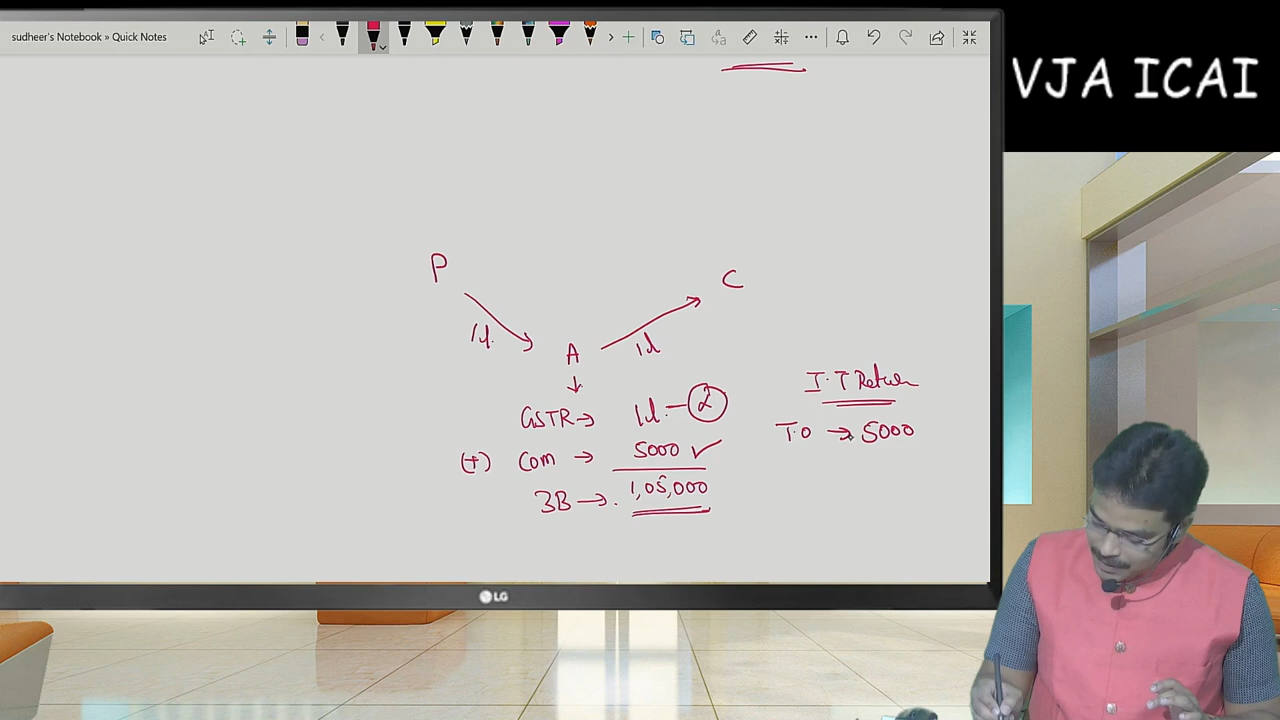 sudheer's Notebook » Quick Notes
VJA ICAI
P
C
1L
1L
A
GSTR → 1L. — 2
(+) Com → 5000 ✓
3B → 1,05,000
I.T Return
T.O → 5000
LG